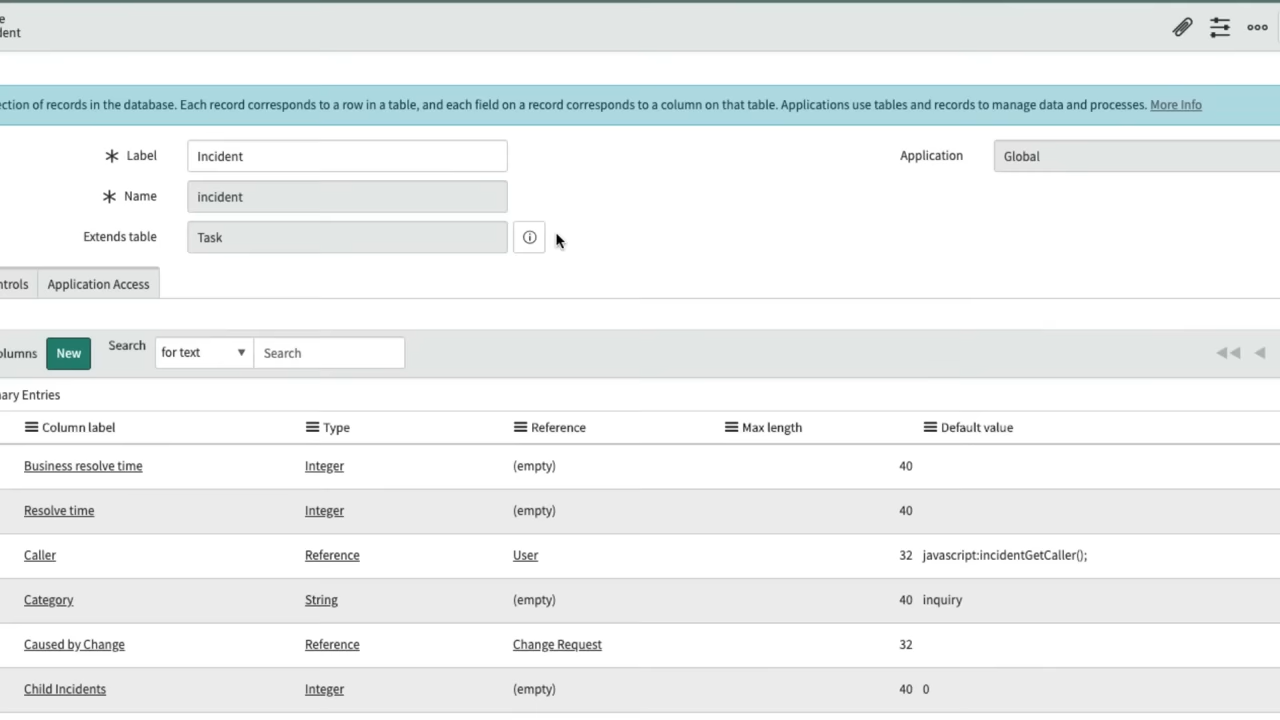 e
dent
ection of records in the database. Each record corresponds to a row in a table, and each field on a record corresponds to a column on that table. Applications use tables and records to manage data and processes. More Info
Label Incident Application Global
Name incident
Extends table Task
ntrols Application Access
olumns New Search for text Search
nary Entries
Column label Type Reference Max length Default value
Business resolve time Integer (empty) 40
Resolve time Integer (empty) 40
Caller Reference User 32 javascript:incidentGetCaller();
Category String (empty) 40 inquiry
Caused by Change Reference Change Request 32
Child Incidents Integer (empty) 40 0